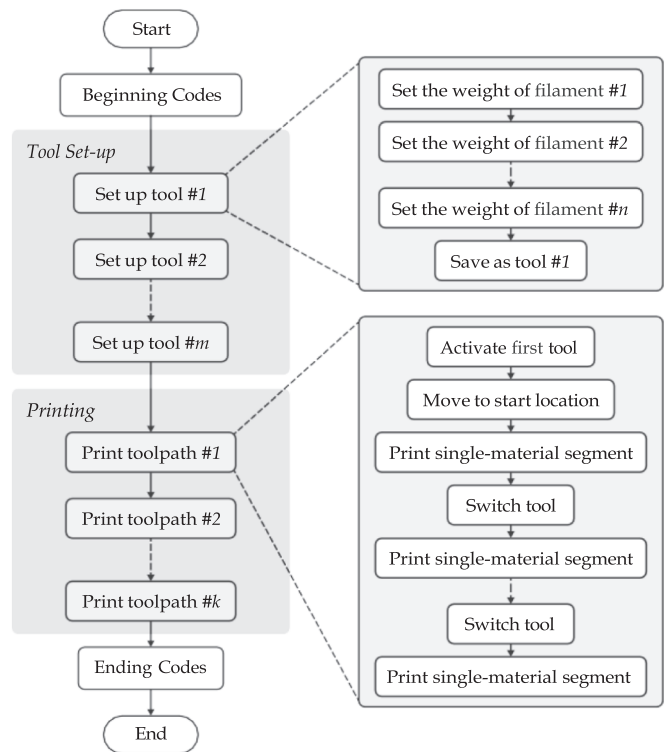 Start
Beginning Codes
Tool Set-up
Set up tool #1
Set up tool #2
Set up tool #m
Printing
Print toolpath #1
Print toolpath #2
Print toolpath #k
Ending Codes
End
Set the weight of filament #1
Set the weight of filament #2
Set the weight of filament #n
Save as tool #1
Activate first tool
Move to start location
Print single-material segment
Switch tool
Print single-material segment
Switch tool
Print single-material segment